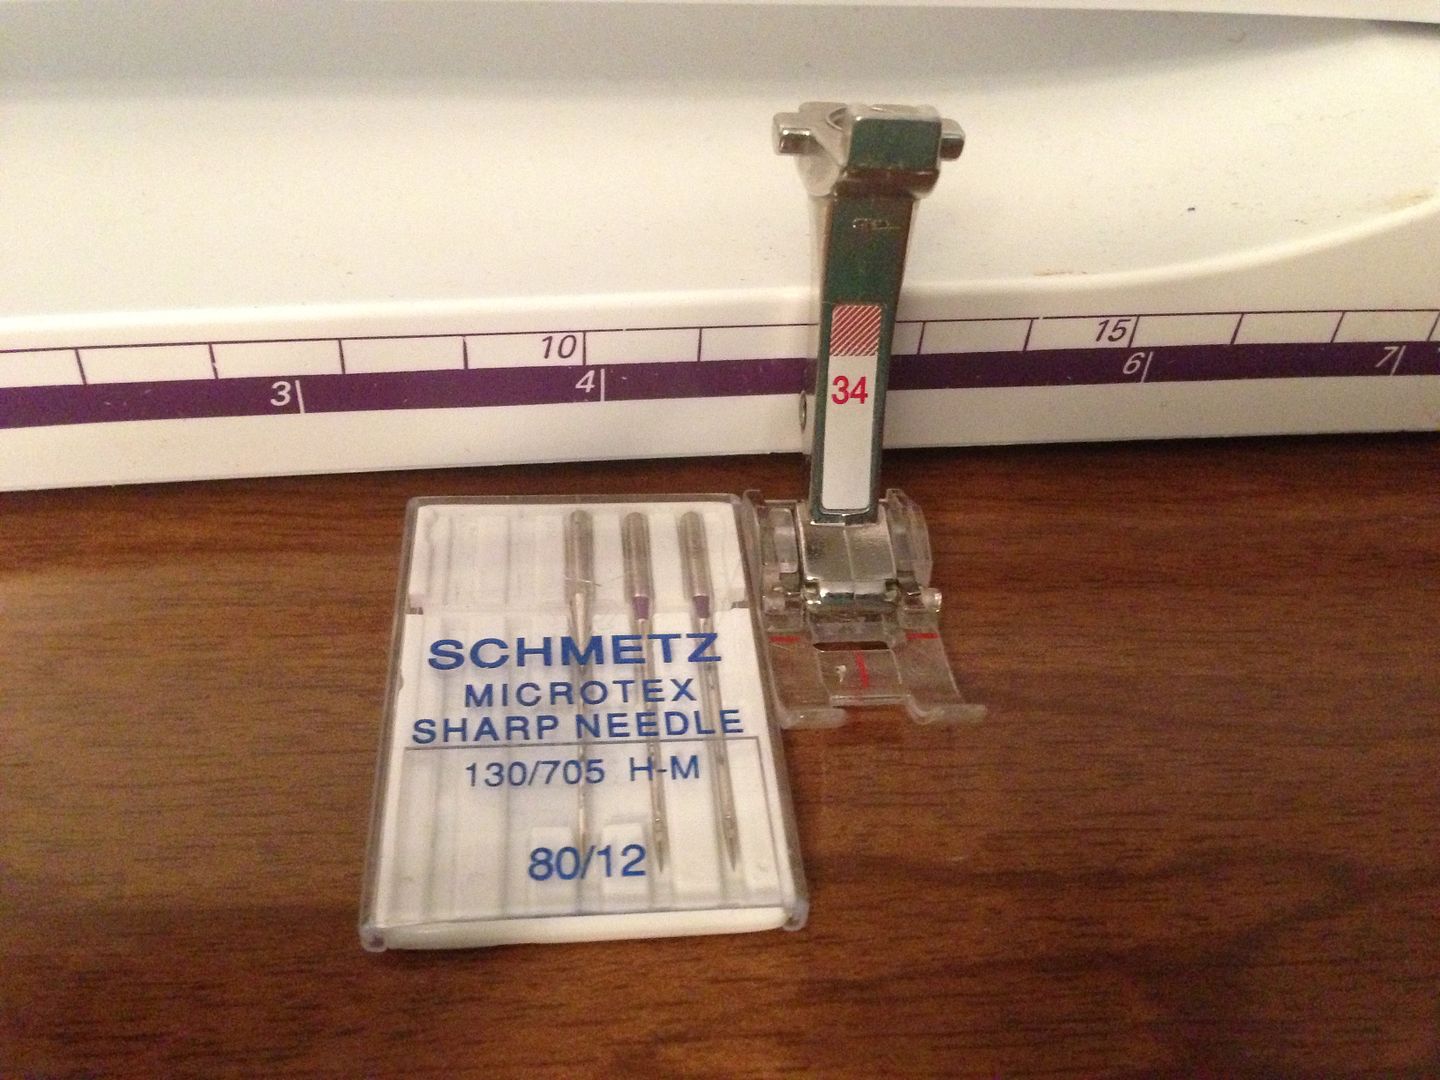 10
15
3
4
6
7
34
SCHMETZ
MICROTEX
SHARP NEEDLE
130/705 H-M
80/12